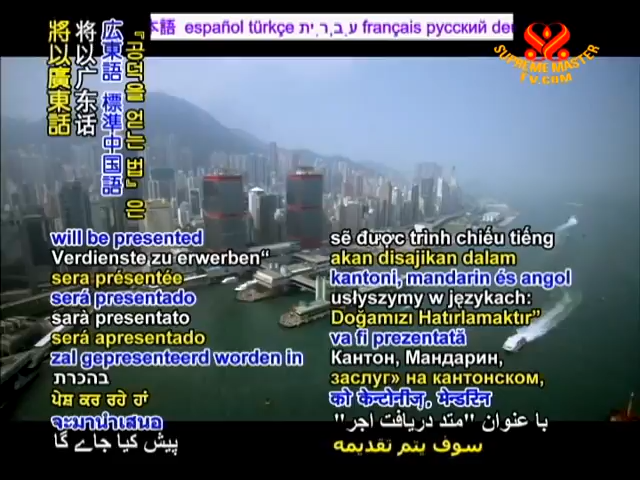 本語 español türkçe עִבְרִית français русский deu
SUPREME MASTER
TV.COM
將以廣東話
将以广东话
広東語 標準中国語
『공덕을 얻는 법』은
will be presented
Verdienste zu erwerben“
sera présentée
será presentado
sarà presentato
será apresentado
zal gepresenteerd worden in
בהכרת
ਪੇਸ਼ ਕਰ ਰਹੇ ਹਾਂ
จะมานำเสนอ
پیش کیا جاے گا
sẽ được trình chiếu tiếng
akan disajikan dalam
kantoni, mandarin és angol
usłyszymy w językach:
Doğamızı Hatırlamaktır”
va fi prezentată
Кантон, Мандарин,
заслуг» на кантонском,
को केन्टोनीज़, मेन्डरिन
با عنوان "متد دریافت اجر"
سوف يتم تقديمه